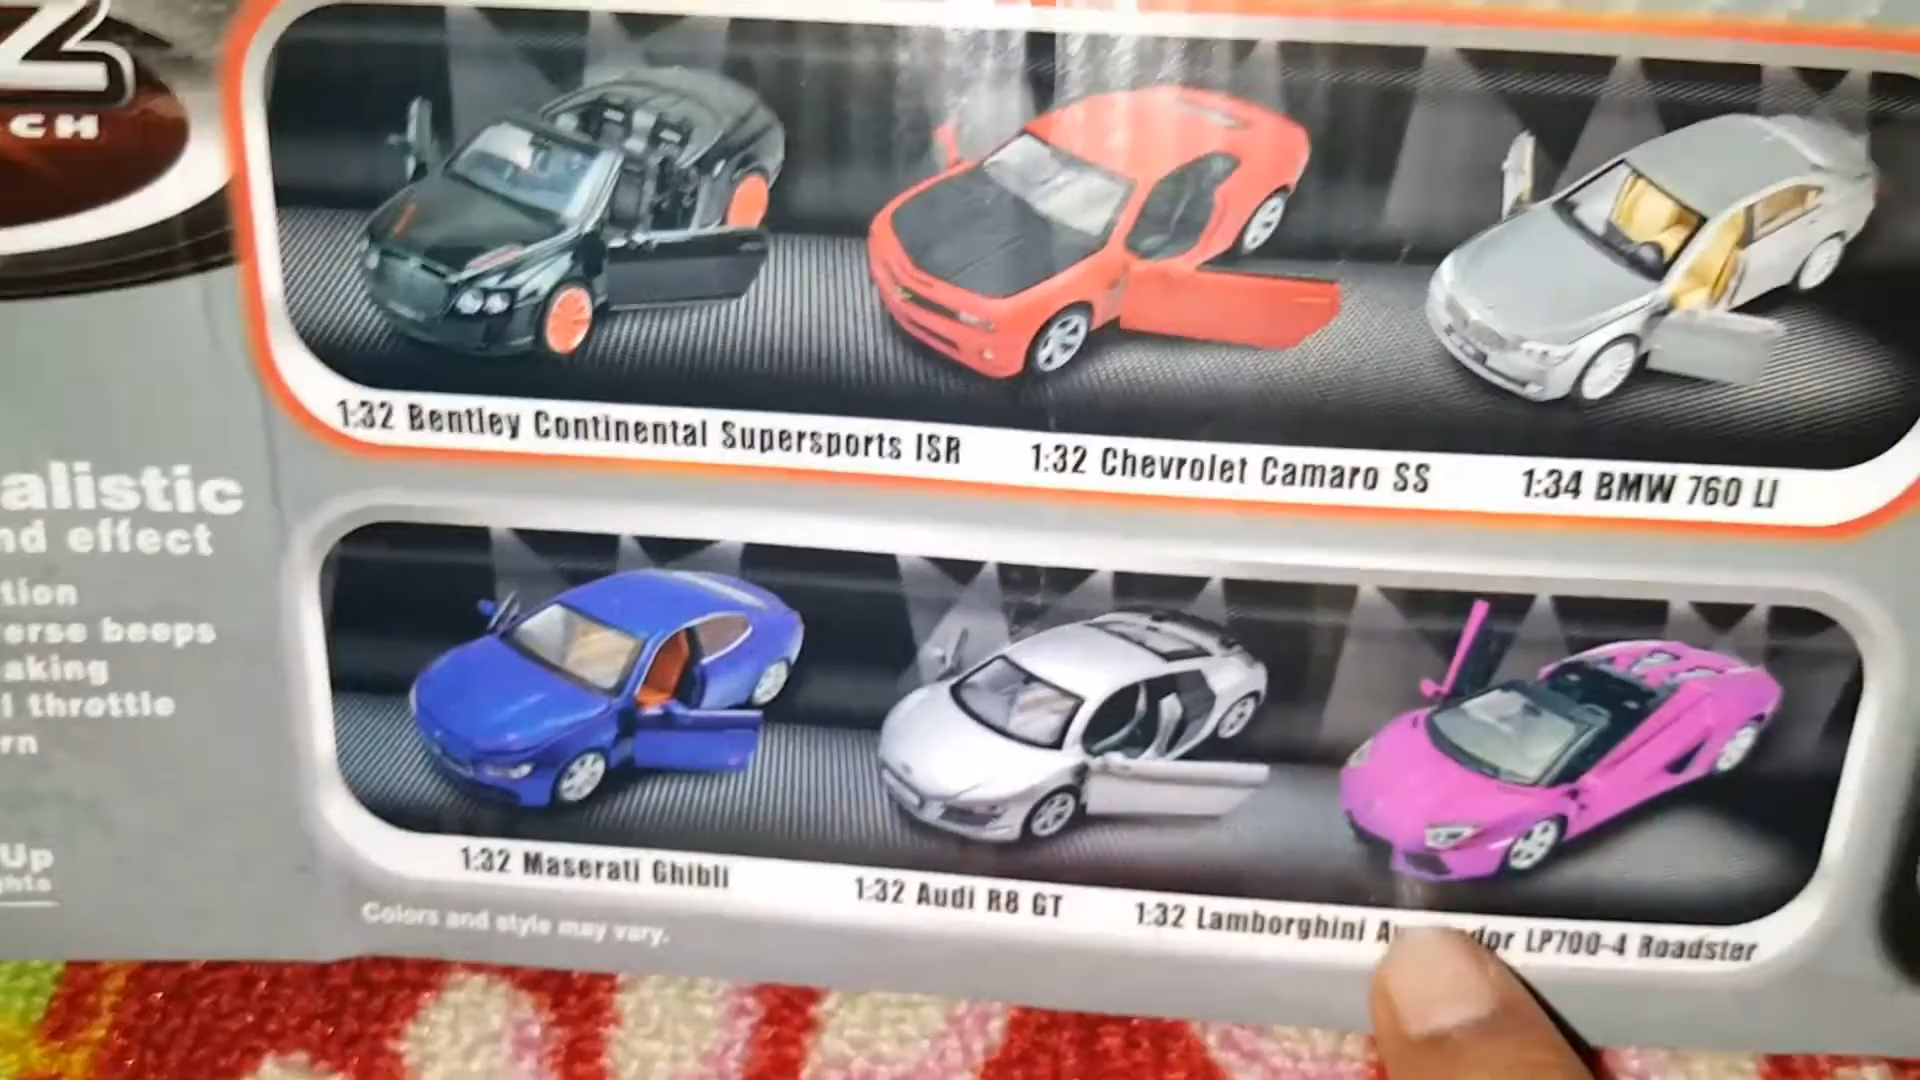 CH
1:32 Bentley Continental Supersports ISR
1:32 Chevrolet Camaro SS
1:34 BMW 760 LI
alistic
nd effect
tion
erse beeps
aking
l throttle
rn
Up
ghts
1:32 Maserati Ghibli
1:32 Audi R8 GT
1:32 Lamborghini A dor LP700-4 Roadster
Colors and style may vary.